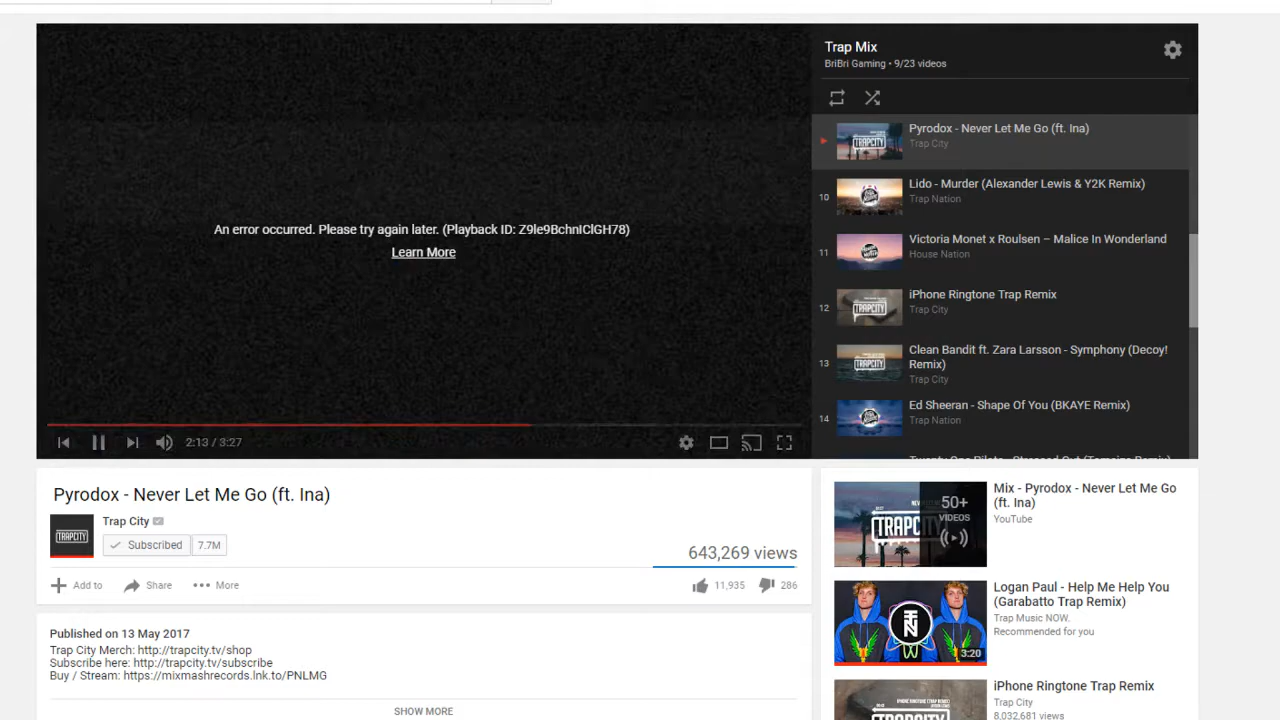 An error occurred. Please try again later. (Playback ID: Z9le9BchnIClGH78)
Learn More
2:13 / 3:27
Trap Mix
BriBri Gaming • 9/23 videos
Pyrodox - Never Let Me Go (ft. Ina)
Trap City
TRAPCITY
10
Lido - Murder (Alexander Lewis & Y2K Remix)
Trap Nation
11
Victoria Monet x Roulsen – Malice In Wonderland
House Nation
12
iPhone Ringtone Trap Remix
Trap City
TRAPCITY
13
Clean Bandit ft. Zara Larsson - Symphony (Decoy!
Remix)
Trap City
TRAPCITY
14
Ed Sheeran - Shape Of You (BKAYE Remix)
Trap Nation
Pyrodox - Never Let Me Go (ft. Ina)
TRAPCITY
Trap City
Subscribed
7.7M
643,269 views
Add to
Share
More
11,935
286
Published on 13 May 2017
Trap City Merch: http://trapcity.tv/shop
Subscribe here: http://trapcity.tv/subscribe
Buy / Stream: https://mixmashrecords.lnk.to/PNLMG
SHOW MORE
50+
VIDEOS
Mix - Pyrodox - Never Let Me Go
(ft. Ina)
YouTube
3:20
Logan Paul - Help Me Help You
(Garabatto Trap Remix)
Trap Music NOW.
Recommended for you
iPhone Ringtone Trap Remix
Trap City
8,032,681 views